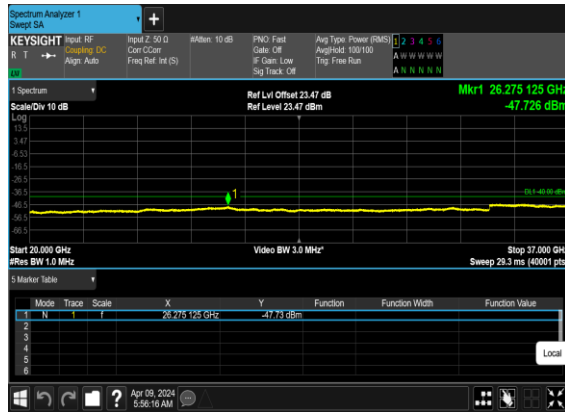 Spectrum Analyzer 1
Swept SA
+
KEYSIGHT Input: RF Input Z: 50 Ω #Atten: 10 dB PNO: Fast Avg Type: Power (RMS) 1 2 3 4 5 6
R T Coupling: DC Corr CCorr Gate: Off Avg|Hold: 100/100 A W W W W W
Align: Auto Freq Ref: Int (S) IF Gain: Low Trig: Free Run
Sig Track: Off A N N N N N
LU
1 Spectrum Ref Lvl Offset 23.47 dB Mkr1 26.275 125 GHz
Scale/Div 10 dB Ref Level 23.47 dBm -47.726 dBm
Log
13.5
3.47
-6.53
-16.5
-26.5
-36.5 1 DL1 -40.00 dBm
-46.5
-56.5
-66.5
Start 20.000 GHz Video BW 3.0 MHz* Stop 37.000 GHz
#Res BW 1.0 MHz Sweep 29.3 ms (40001 pts)
5 Marker Table
Mode Trace Scale X Y Function Function Width Function Value
1 N 1 f 26.275 125 GHz -47.73 dBm
2
3
4
5
6
Local
? Apr 09, 2024
5:56:16 AM